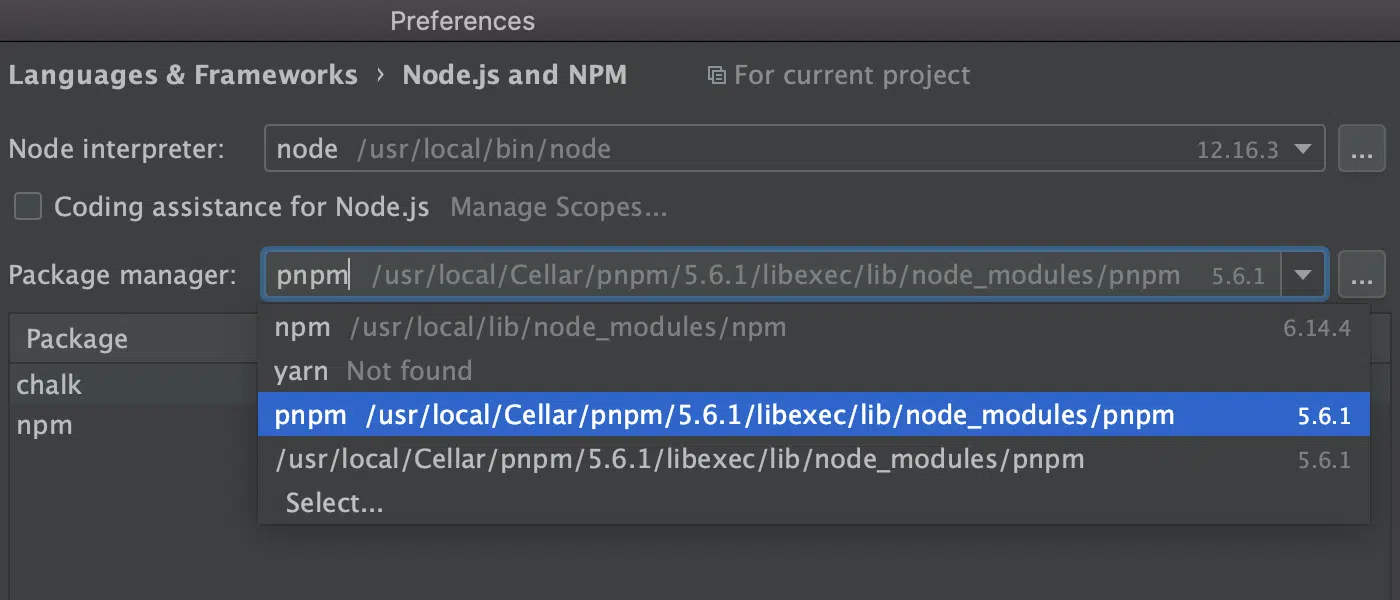 Preferences
Languages & Frameworks › Node.js and NPM For current project
Node interpreter: node /usr/local/bin/node 12.16.3 ...
Coding assistance for Node.js Manage Scopes...
Package manager: pnpm /usr/local/Cellar/pnpm/5.6.1/libexec/lib/node_modules/pnpm 5.6.1 ...
Package
chalk
npm
npm /usr/local/lib/node_modules/npm 6.14.4
yarn Not found
pnpm /usr/local/Cellar/pnpm/5.6.1/libexec/lib/node_modules/pnpm 5.6.1
/usr/local/Cellar/pnpm/5.6.1/libexec/lib/node_modules/pnpm 5.6.1
Select...